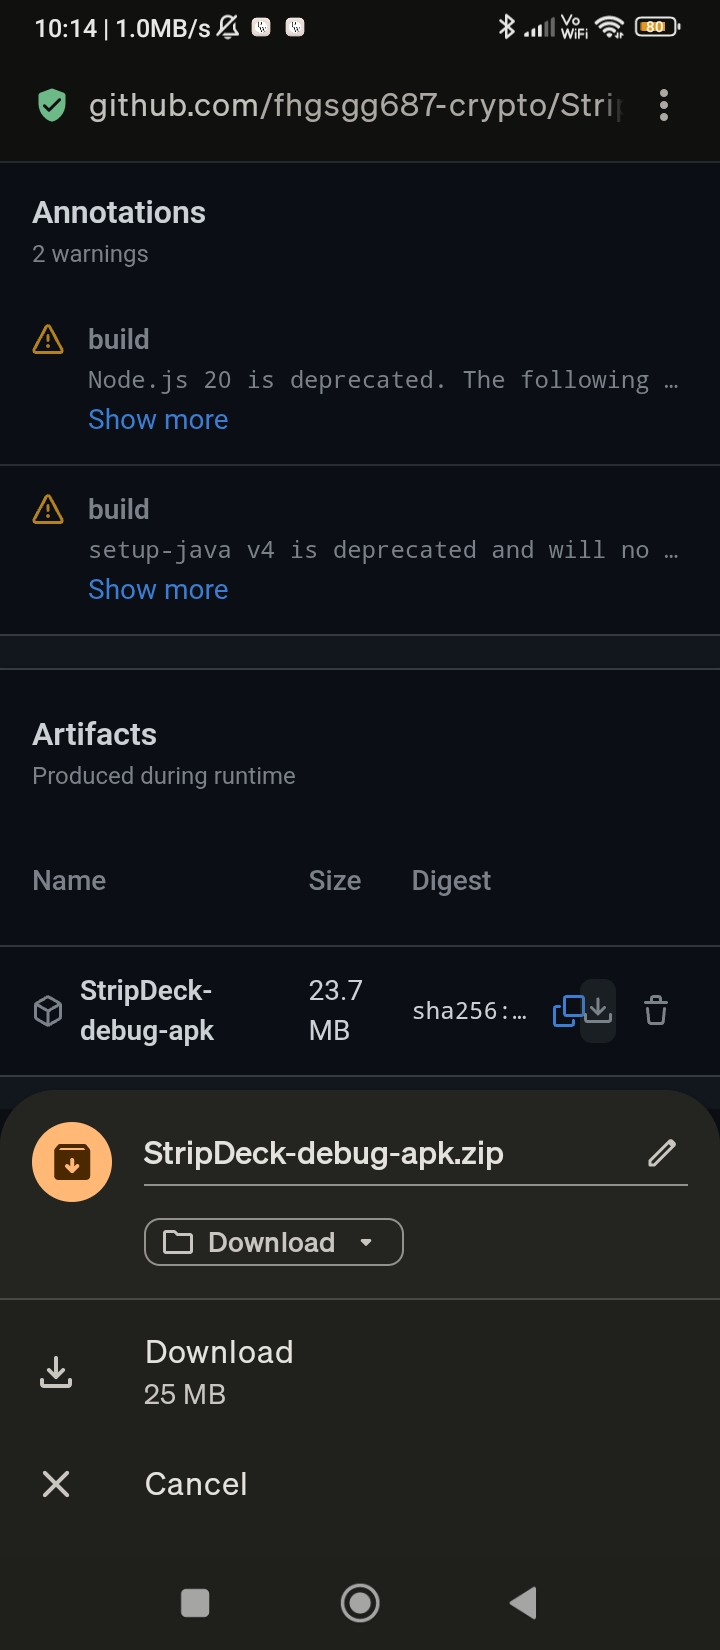 10:14 | 1.0MB/s Vo WiFi 80
github.com/fhgsgg687-crypto/Strip
Annotations
2 warnings
build
Node.js 20 is deprecated. The following …
Show more
build
setup-java v4 is deprecated and will no …
Show more
Artifacts
Produced during runtime
Name Size Digest
StripDeck- 23.7
debug-apk MB sha256:…
StripDeck-debug-apk.zip
Download
Download
25 MB
Cancel